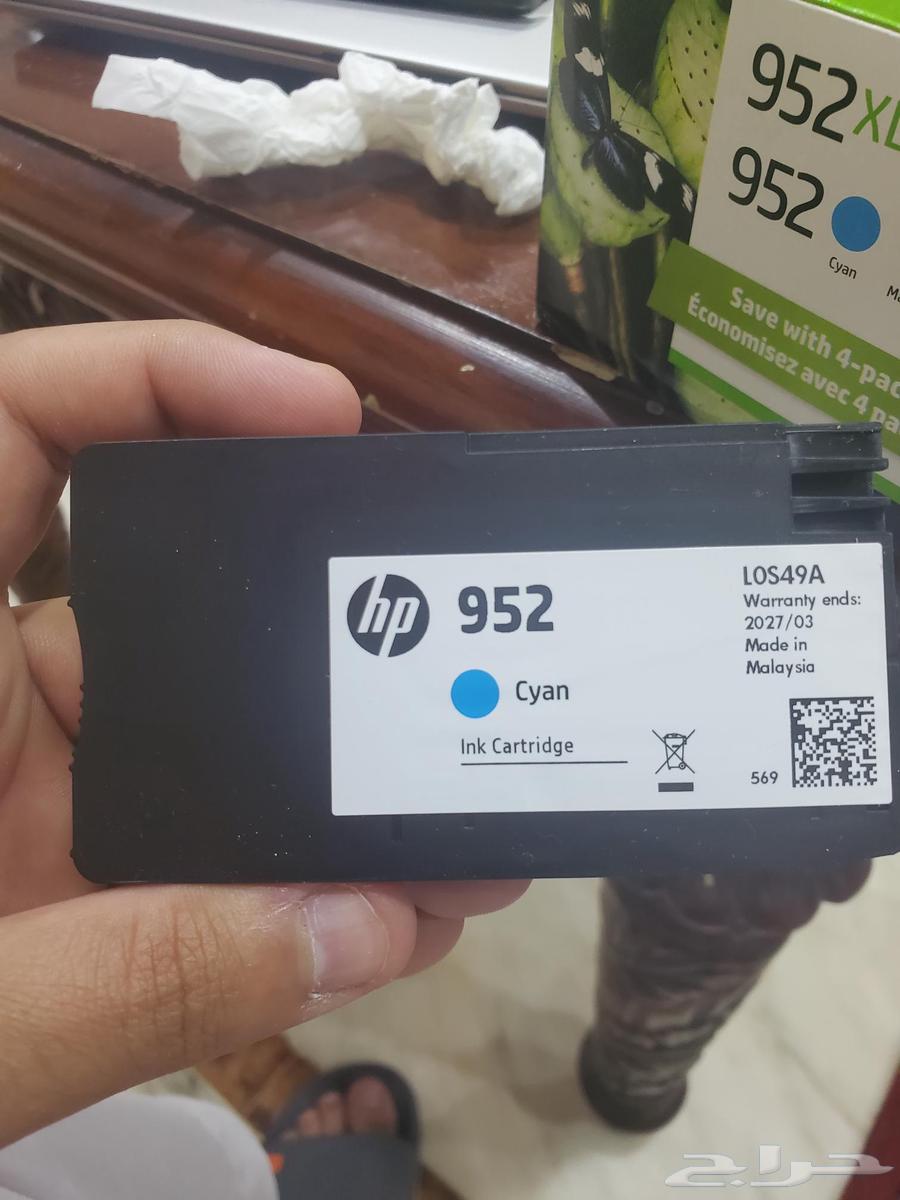 952XL
952
Cyan
Save with 4-pac
Économisez avec 4 pa
hp
952
Cyan
Ink Cartridge
L0S49A
Warranty ends:
2027/03
Made in
Malaysia
569
حراج